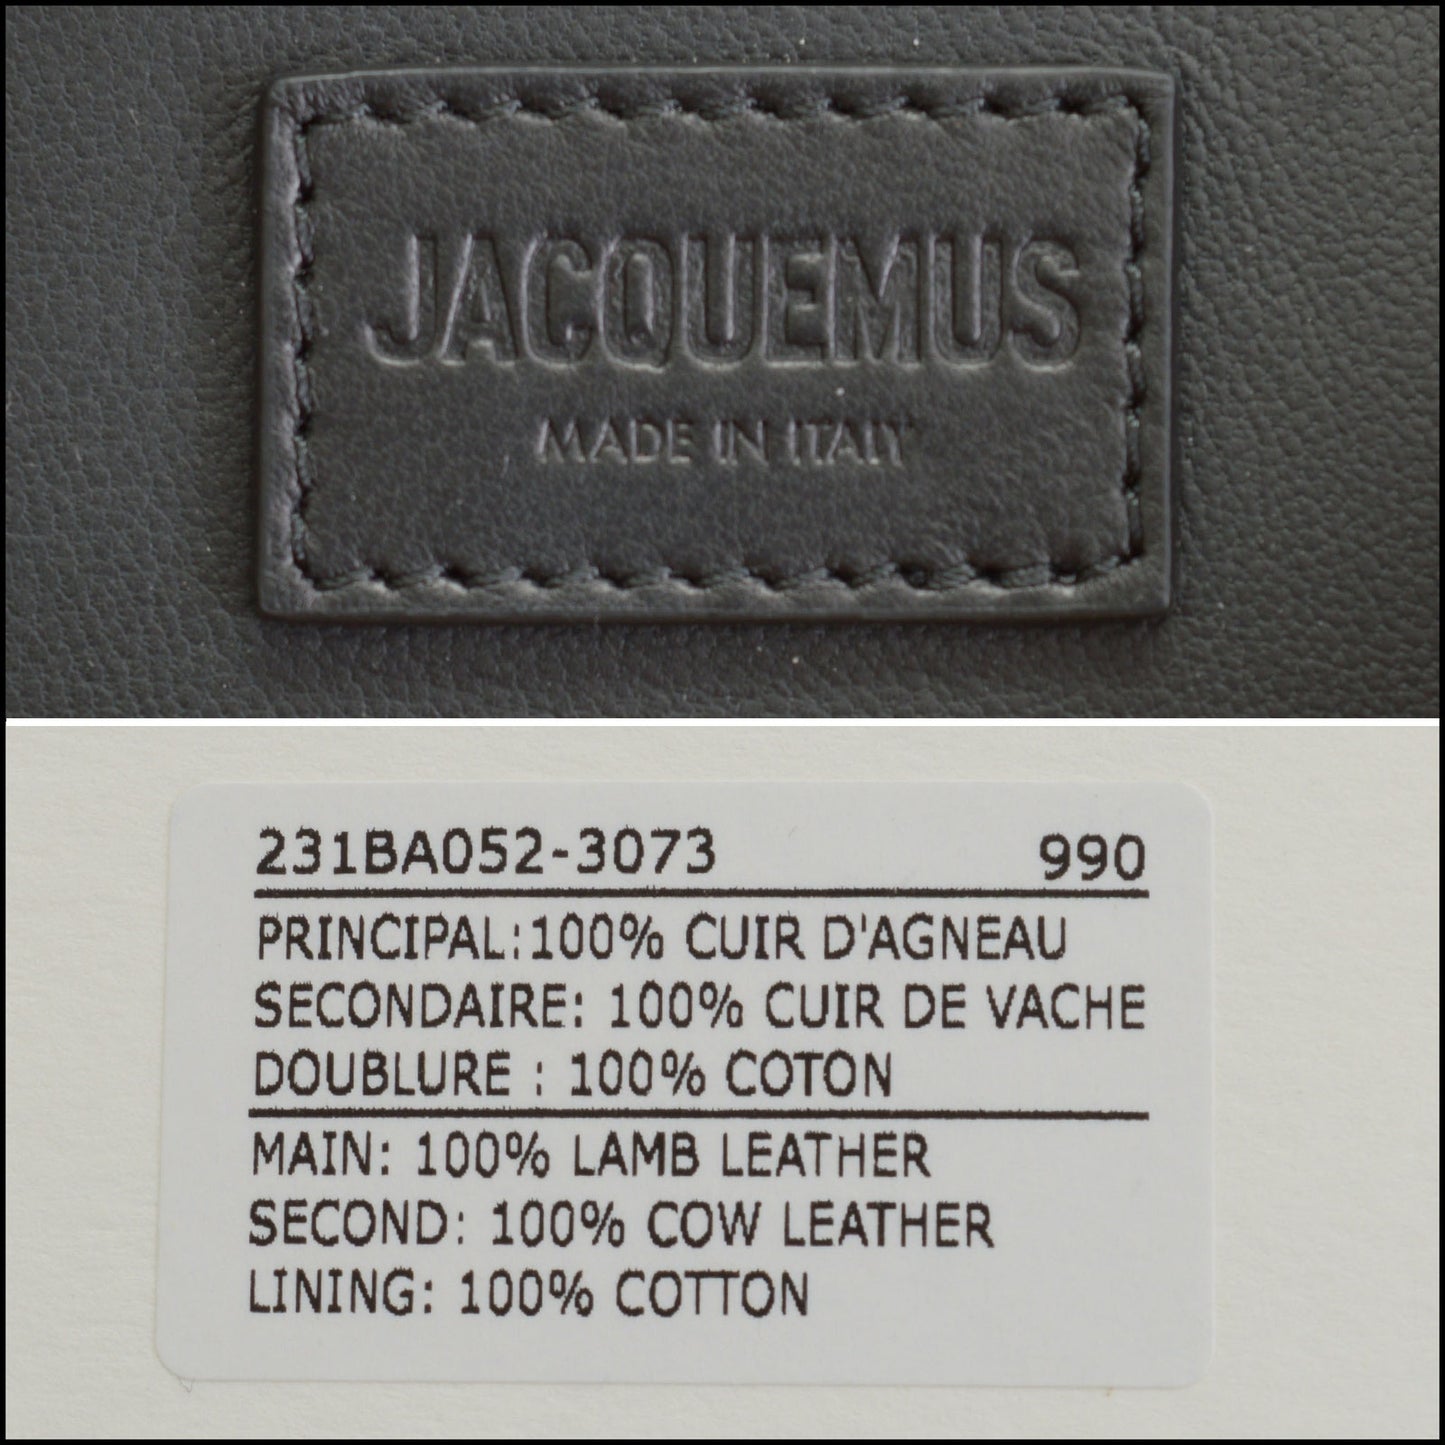 JACQUEMUS
MADE IN ITALY
231BA052-3073 990
PRINCIPAL:100% CUIR D'AGNEAU
SECONDAIRE: 100% CUIR DE VACHE
DOUBLURE : 100% COTON
MAIN: 100% LAMB LEATHER
SECOND: 100% COW LEATHER
LINING: 100% COTTON